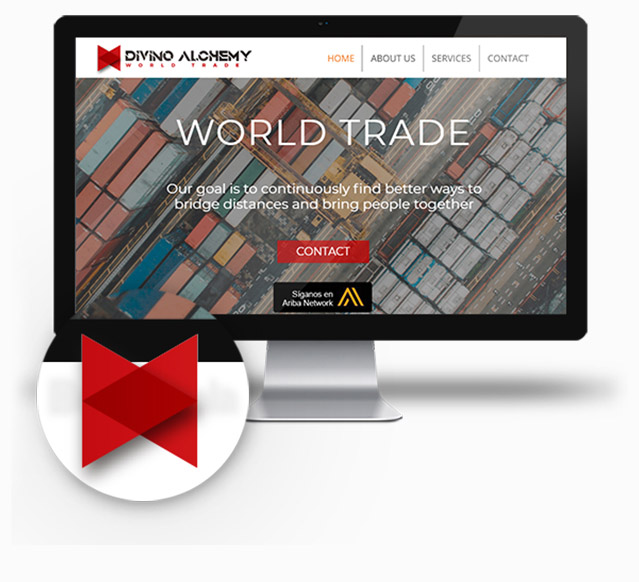 DIVINO ALCHEMY
WORLD TRADE
HOME
ABOUT US
SERVICES
CONTACT
WORLD TRADE
Our goal is to continuously find better ways to
bridge distances and bring people together
CONTACT
Síganos en
Ariba Network